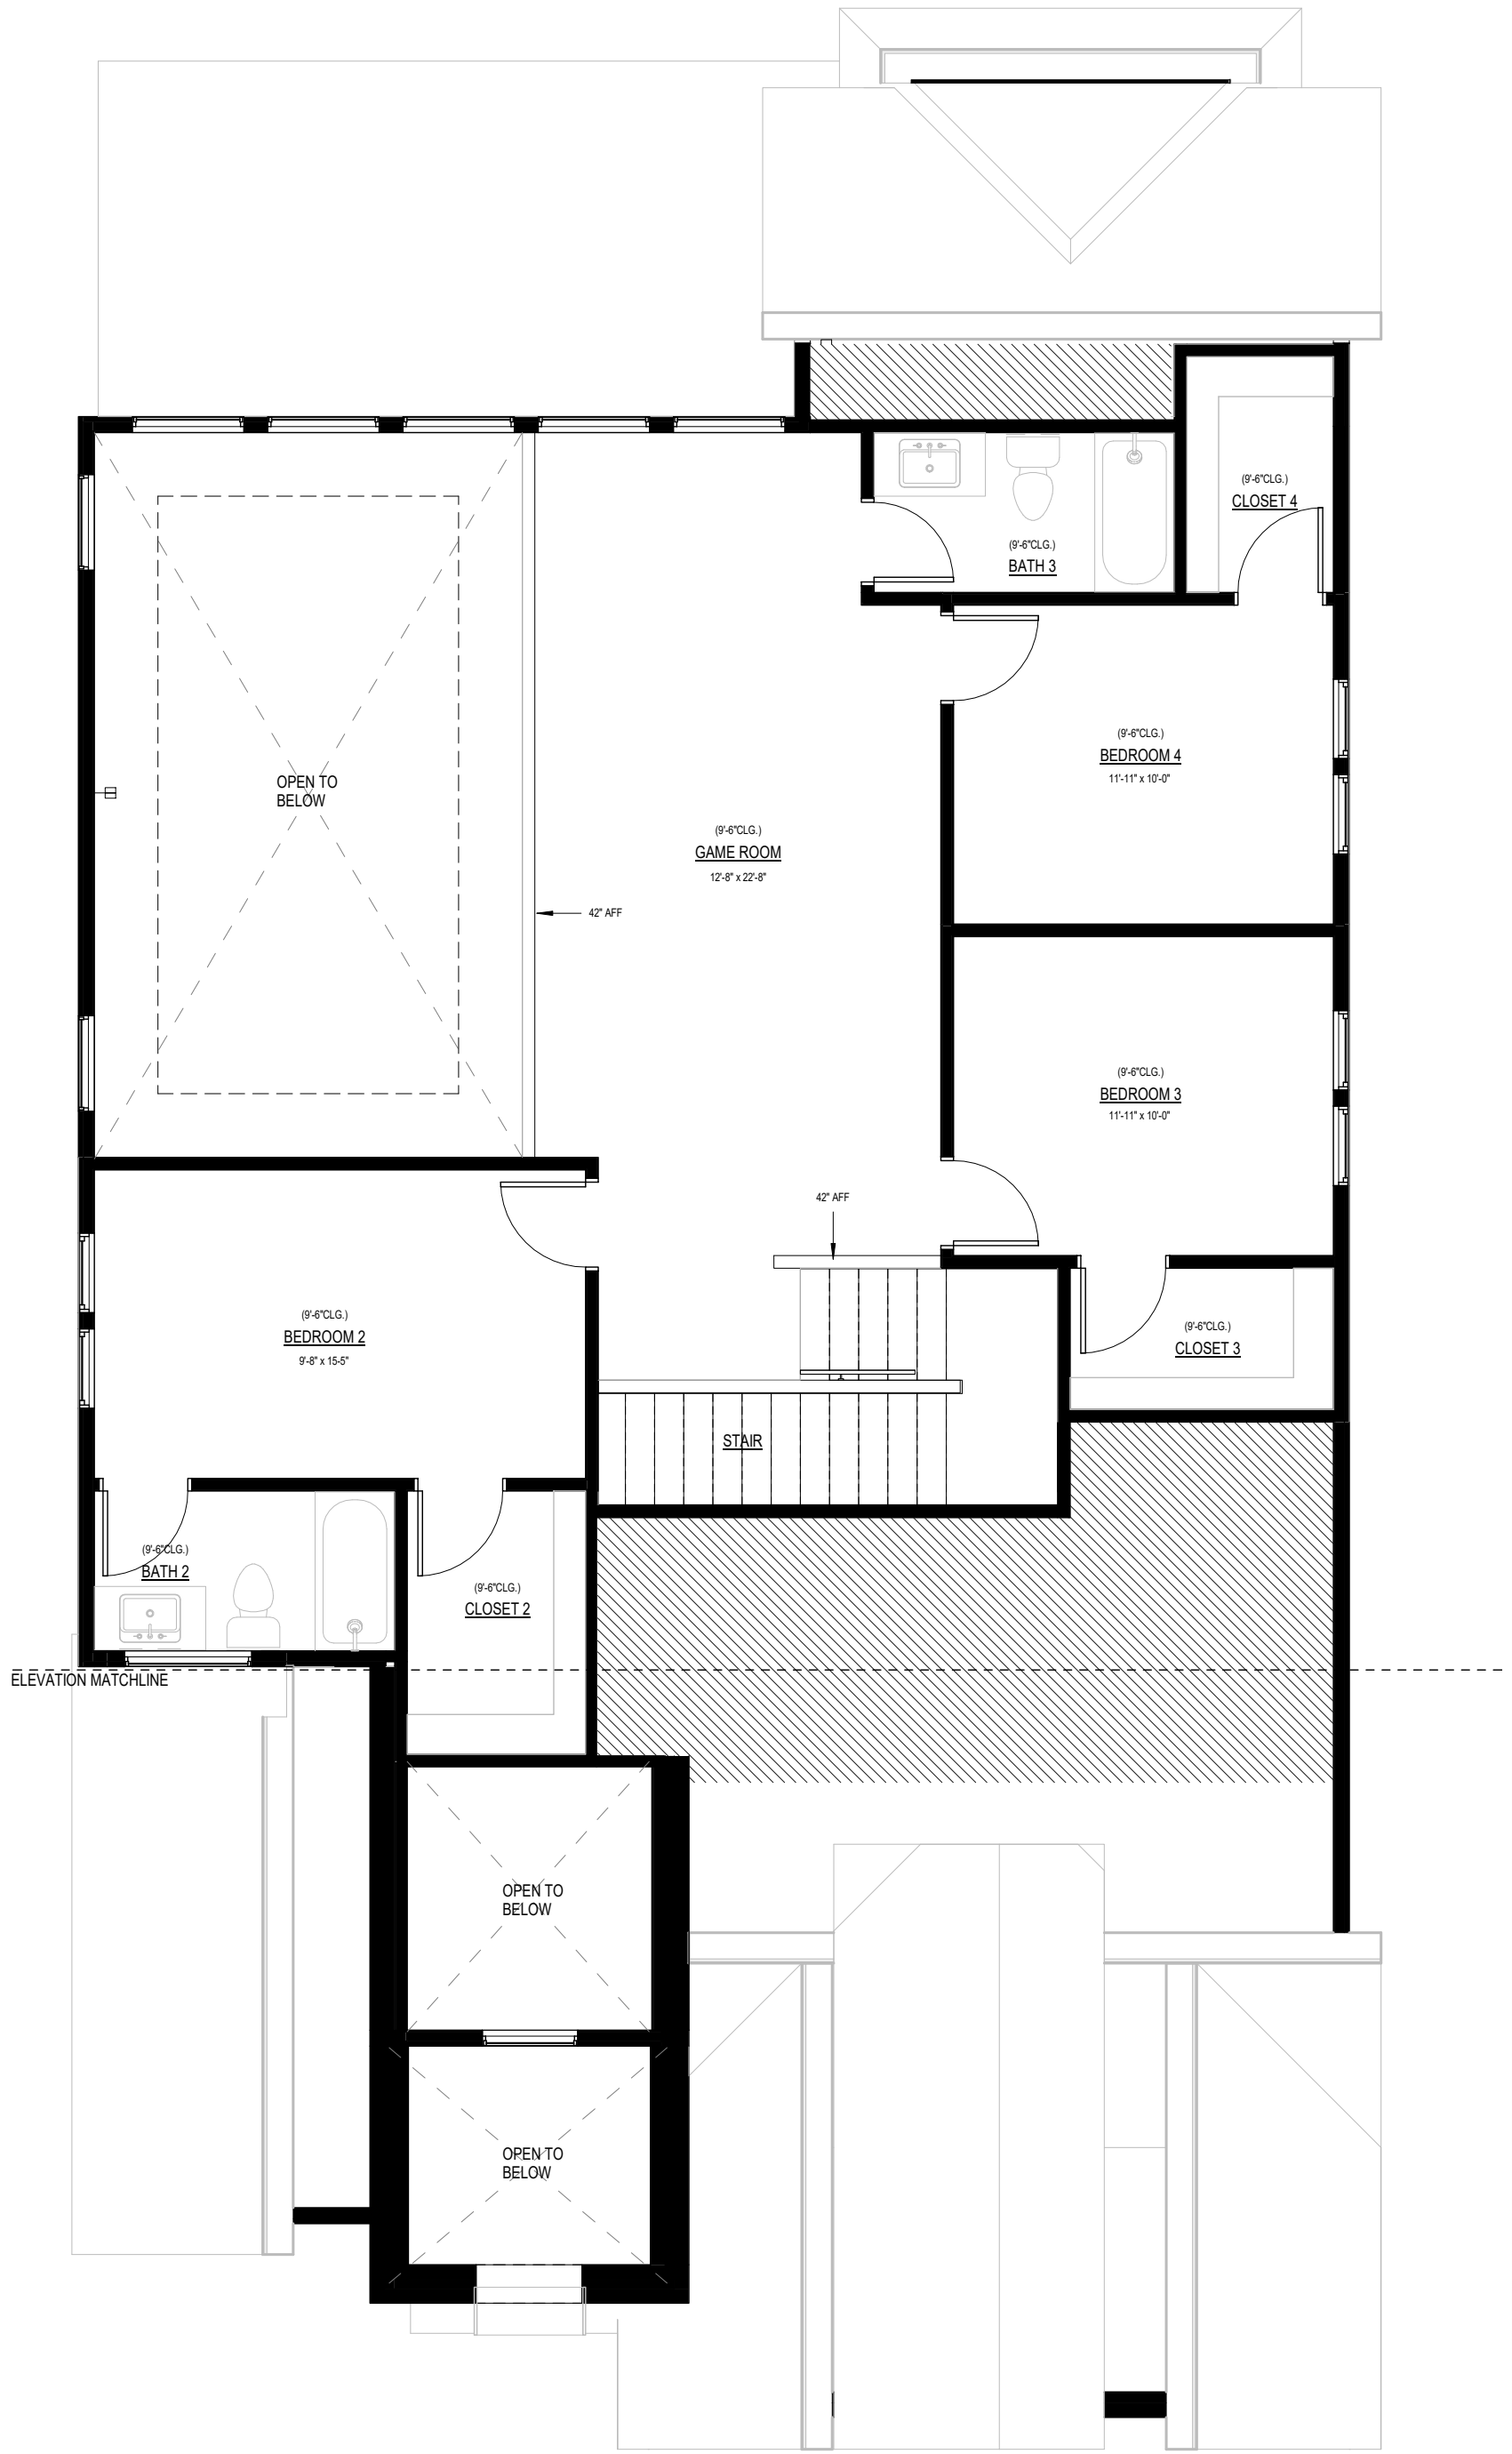 (9'-6"CLG.)
CLOSET 4
(9'-6"CLG.)
BATH 3
(9'-6"CLG.)
BEDROOM 4
11'-11" x 10'-0"
OPEN TO
BELOW
(9'-6"CLG.)
GAME ROOM
12'-8" x 22'-8"
42" AFF
(9'-6"CLG.)
BEDROOM 3
11'-11" x 10'-0"
42" AFF
(9'-6"CLG.)
BEDROOM 2
9'-8" x 15-5"
(9'-6"CLG.)
CLOSET 3
STAIR
(9'-6"CLG.)
BATH 2
(9'-6"CLG.)
CLOSET 2
ELEVATION MATCHLINE
OPEN TO
BELOW
OPEN TO
BELOW